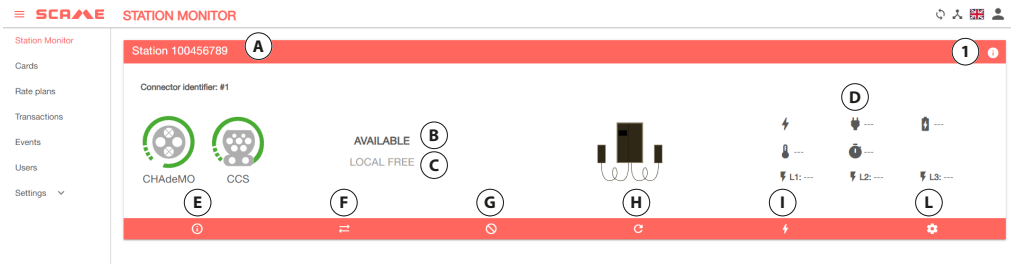 SCAME STATION MONITOR
Station Monitor
Cards
Rate plans
Transactions
Events
Users
Settings
Station 100456789 A 1
Connector identifier: #1
D
AVAILABLE B
LOCAL FREE C
CHAdeMO CCS
---
---
---
---
L1: --- L2: --- L3: ---
E F G H I L